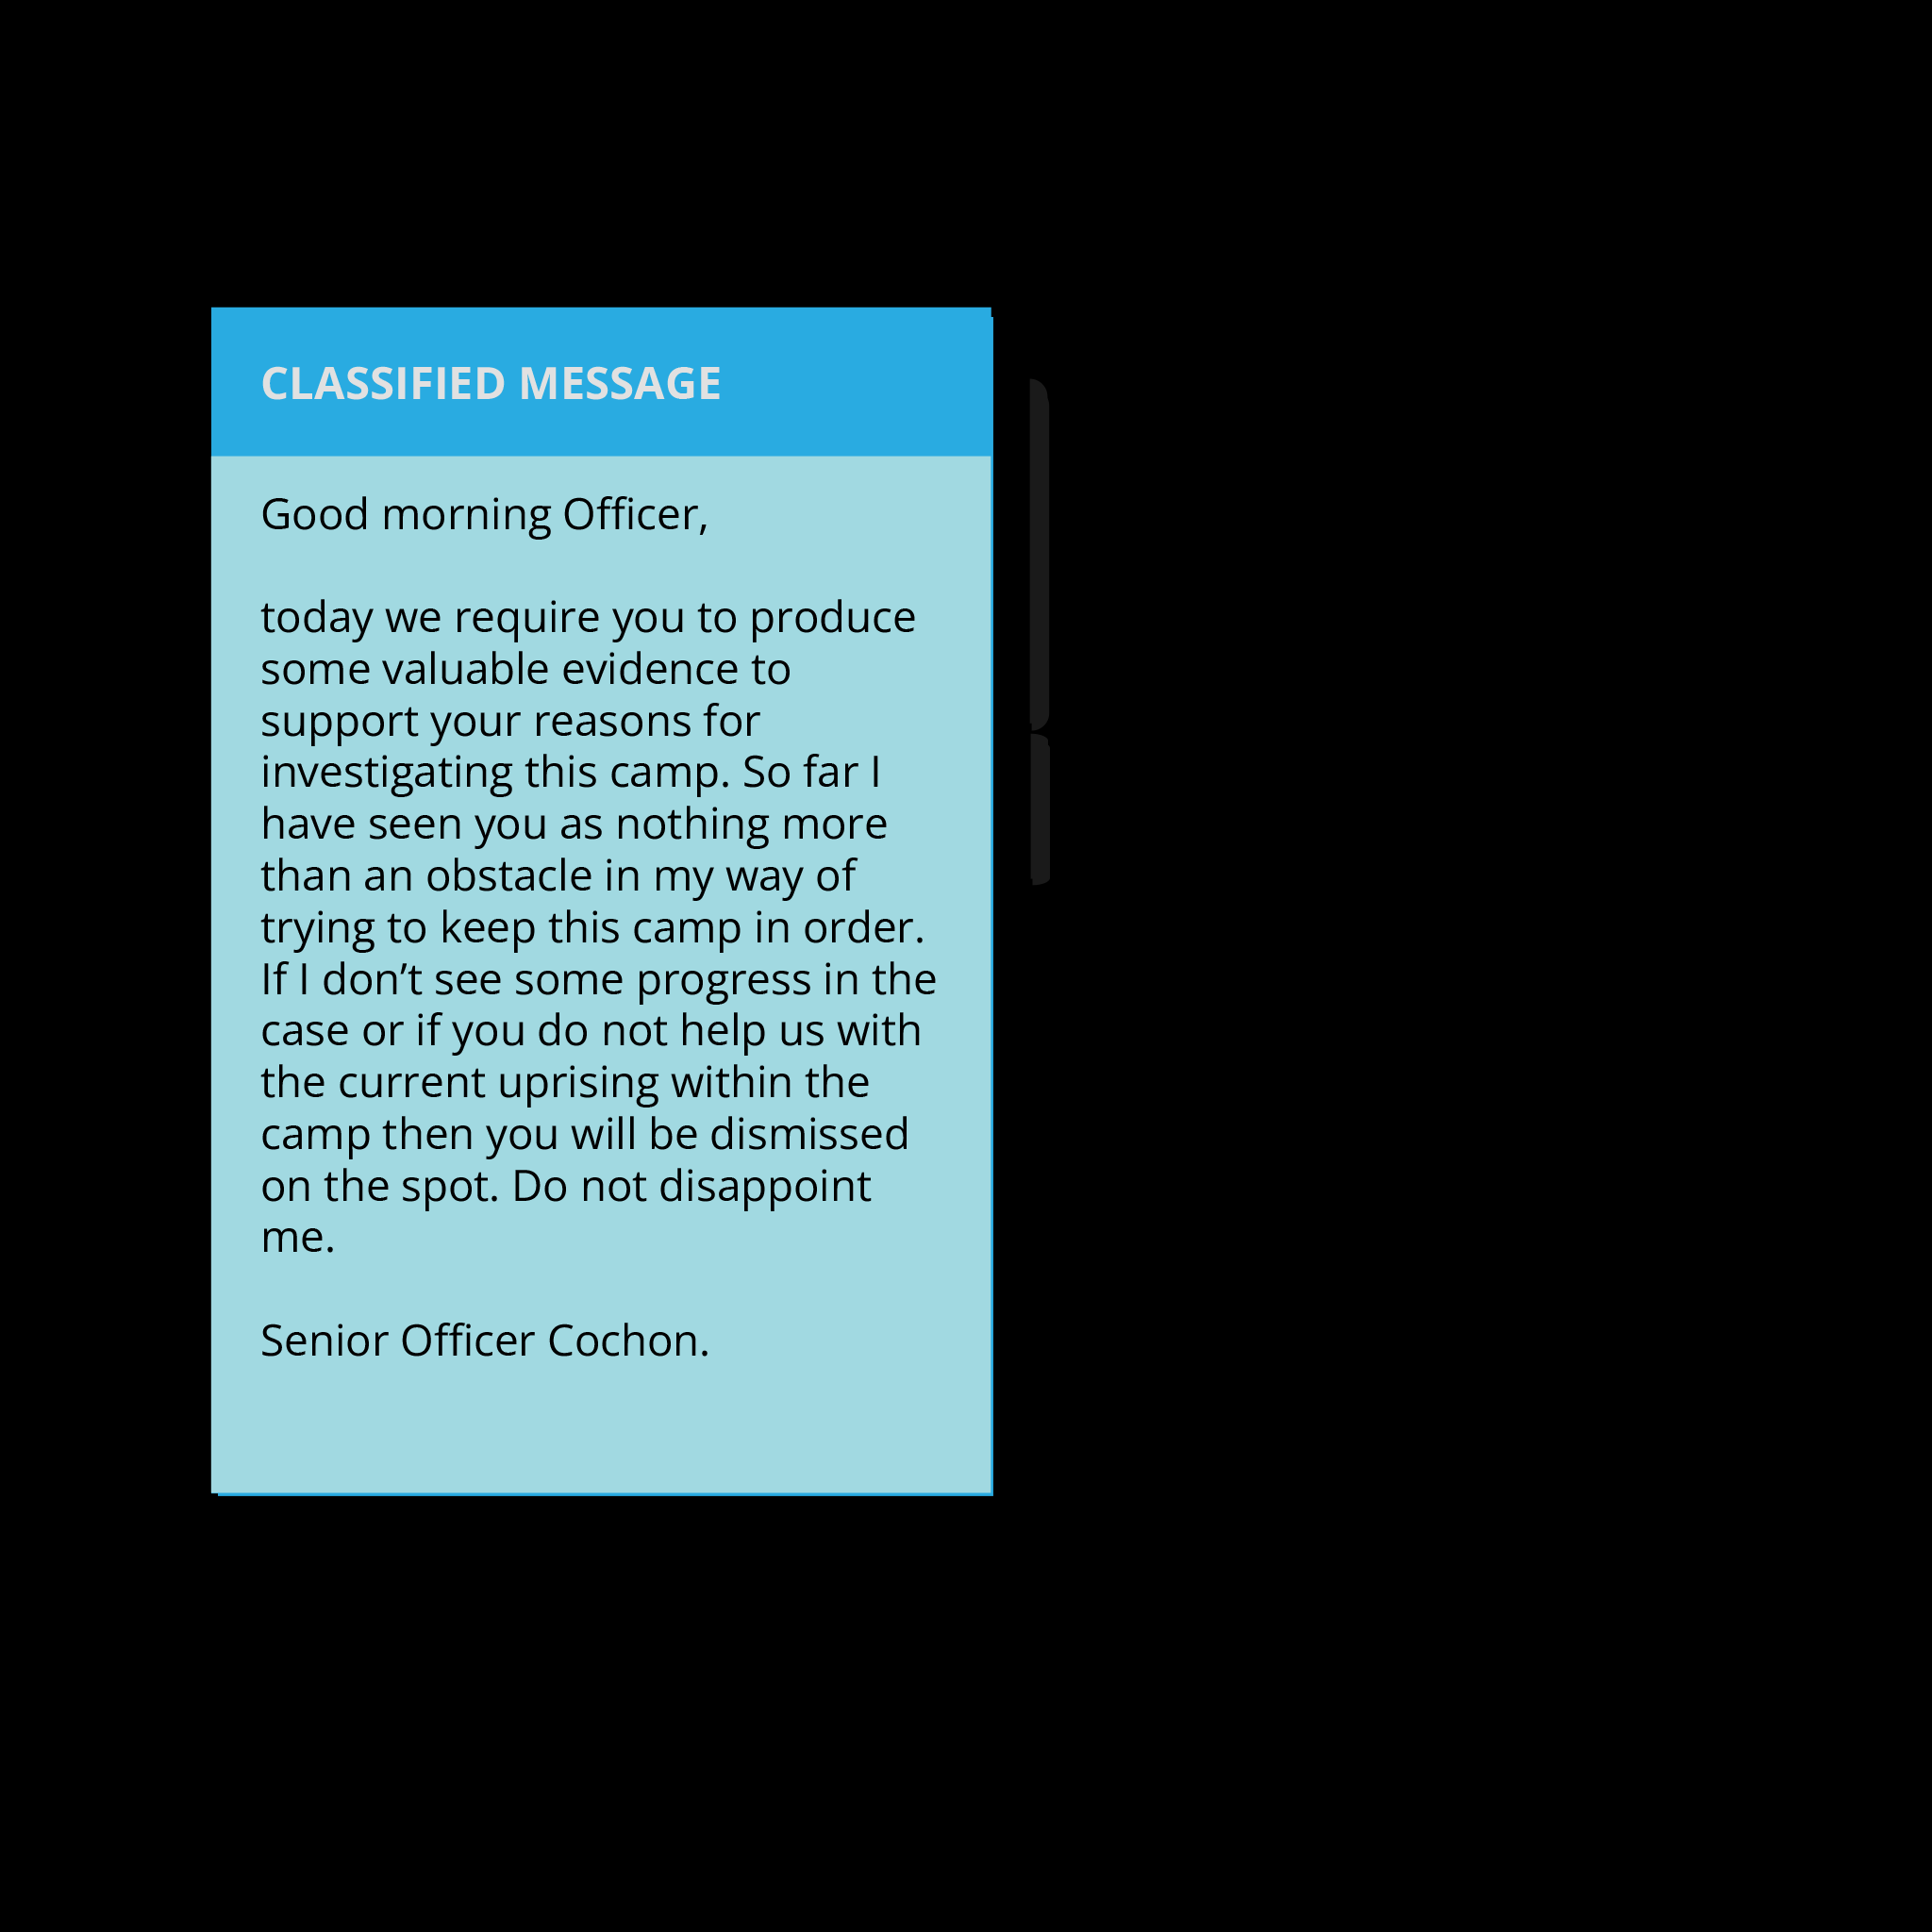 CLASSIFIED MESSAGE
Good morning Officer,
today we require you to produce
some valuable evidence to
support your reasons for
investigating this camp. So far I
have seen you as nothing more
than an obstacle in my way of
trying to keep this camp in order.
If I don’t see some progress in the
case or if you do not help us with
the current uprising within the
camp then you will be dismissed
on the spot. Do not disappoint
me.
Senior Officer Cochon.